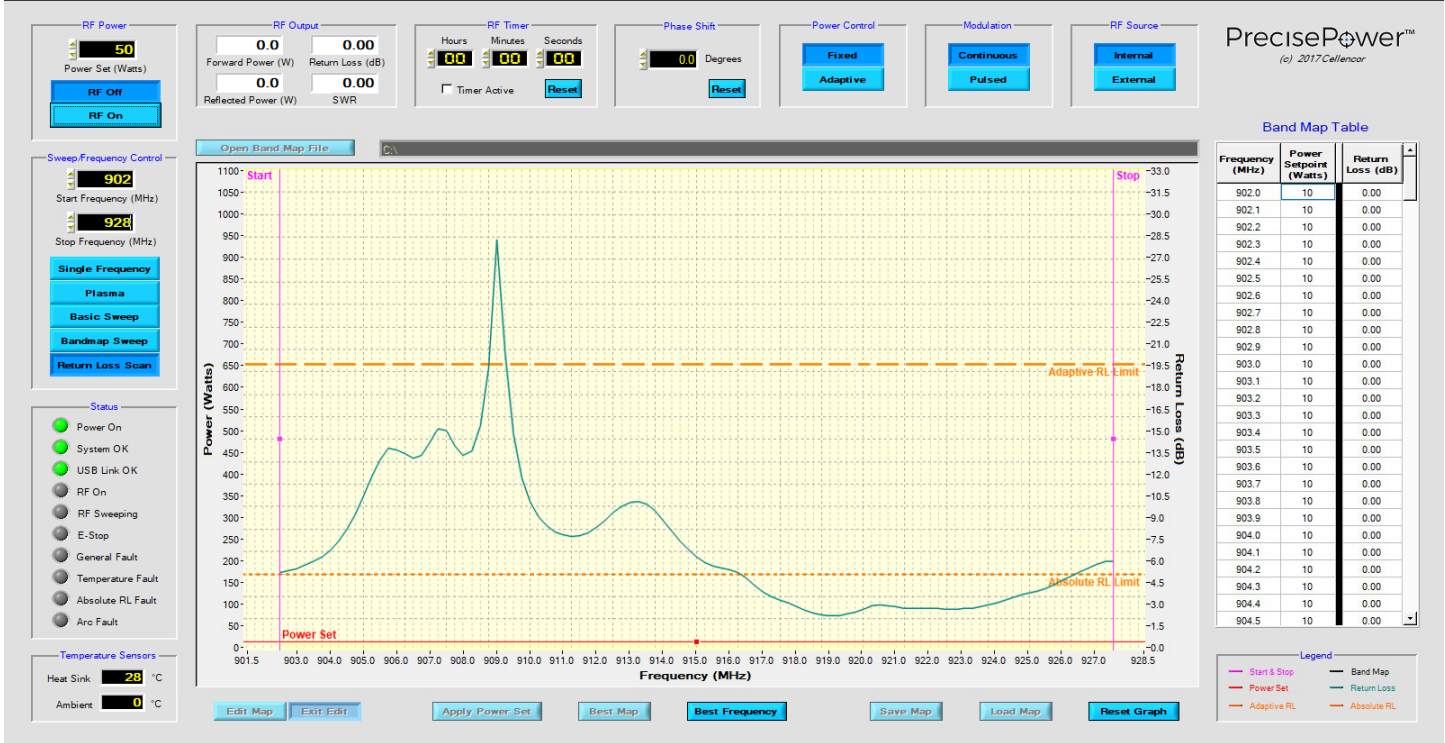 RF Power
50
Power Set (Watts)
RF Off
RF On
RF Output
0.0 0.00
Forward Power (W) Return Loss (dB)
0.0 0.00
Reflected Power (W) SWR
RF Timer
Hours Minutes Seconds
00 00 00
Timer Active Reset
Phase Shift
0.0 Degrees
Reset
Power Control
Fixed
Adaptive
Modulation
Continuous
Pulsed
RF Source
Internal
External
PrecisePower™
(c) 2017 Cellencor
Sweep/Frequency Control
902
Start Frequency (MHz)
928
Stop Frequency (MHz)
Single Frequency
Plasma
Basic Sweep
Bandmap Sweep
Return Loss Scan
Status
Power On
System OK
USB Link OK
RF On
RF Sweeping
E-Stop
General Fault
Temperature Fault
Absolute RL Fault
Arc Fault
Temperature Sensors
Heat Sink 28 °C
Ambient 0 °C
Open Band Map File C:\
Start Stop
1100 -33.0
1050 -31.5
1000 -30.0
950 -28.5
900 -27.0
850 -25.5
800 -24.0
750 -22.5
700 -21.0
650 -19.5
600 -18.0
550 -16.5
500 -15.0
450 -13.5
400 -12.0
350 -10.5
300 -9.0
250 -7.5
200 -6.0
150 -4.5
100 -3.0
50 -1.5
0 -0.0
Power (Watts)
Return Loss (dB)
Adaptive RL Limit
Absolute RL Limit
Power Set
901.5 903.0 904.0 905.0 906.0 907.0 908.0 909.0 910.0 911.0 912.0 913.0 914.0 915.0 916.0 917.0 918.0 919.0 920.0 921.0 922.0 923.0 924.0 925.0 926.0 927.0 928.5
Frequency (MHz)
Edit Map Exit Edit Apply Power Set Best Map Best Frequency Save Map Load Map Reset Graph
Band Map Table
Frequency (MHz) Power Setpoint (Watts) Return Loss (dB)
902.0 10 0.00
902.1 10 0.00
902.2 10 0.00
902.3 10 0.00
902.4 10 0.00
902.5 10 0.00
902.6 10 0.00
902.7 10 0.00
902.8 10 0.00
902.9 10 0.00
903.0 10 0.00
903.1 10 0.00
903.2 10 0.00
903.3 10 0.00
903.4 10 0.00
903.5 10 0.00
903.6 10 0.00
903.7 10 0.00
903.8 10 0.00
903.9 10 0.00
904.0 10 0.00
904.1 10 0.00
904.2 10 0.00
904.3 10 0.00
904.4 10 0.00
904.5 10 0.00
Legend
Start & Stop Band Map
Power Set Return Loss
Adaptive RL Absolute RL